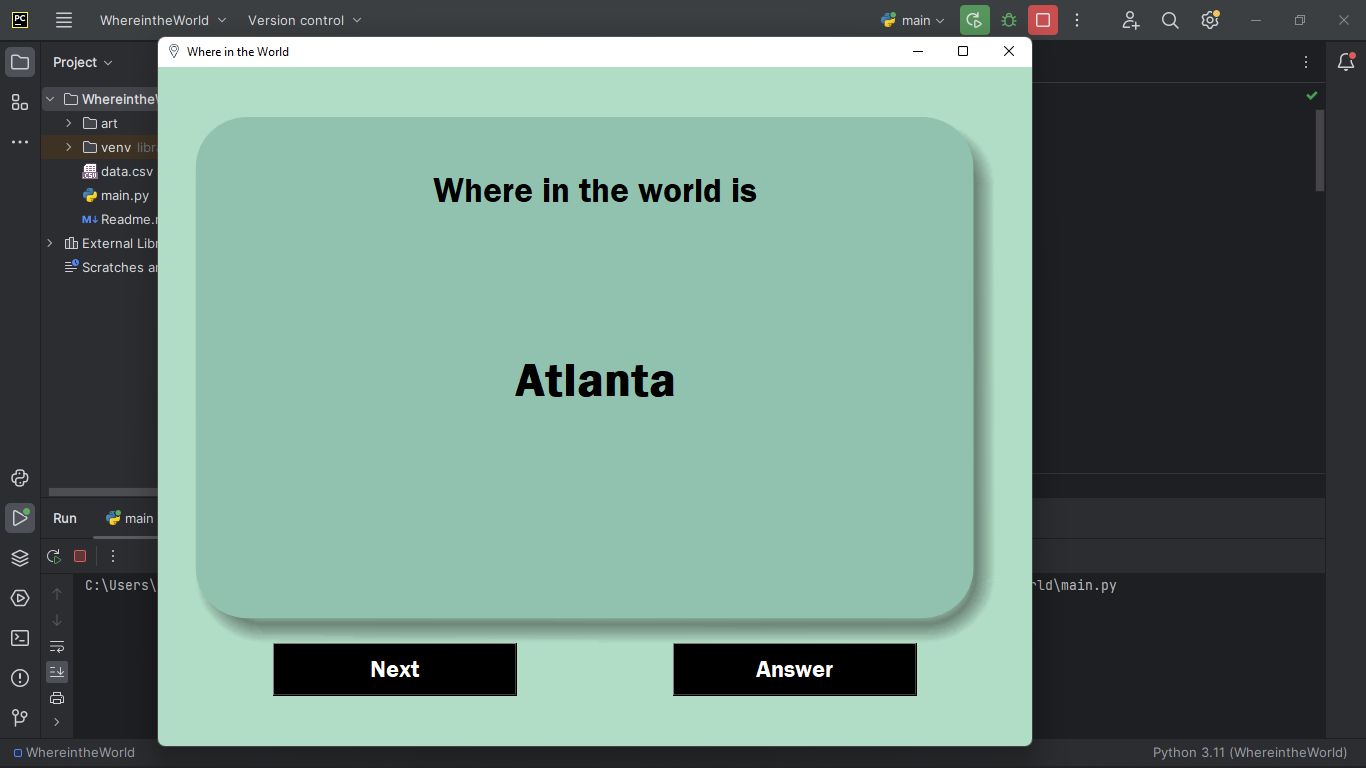 PC
WhereintheWorld
Version control
main
Project
Where in the World
Whereinthe
art
venv libra
data.csv
main.py
M↓ Readme.
External Libr
Scratches a
Where in the world is
Atlanta
Next
Answer
Run
main
C:\Users\
rld\main.py
WhereintheWorld
Python 3.11 (WhereintheWorld)